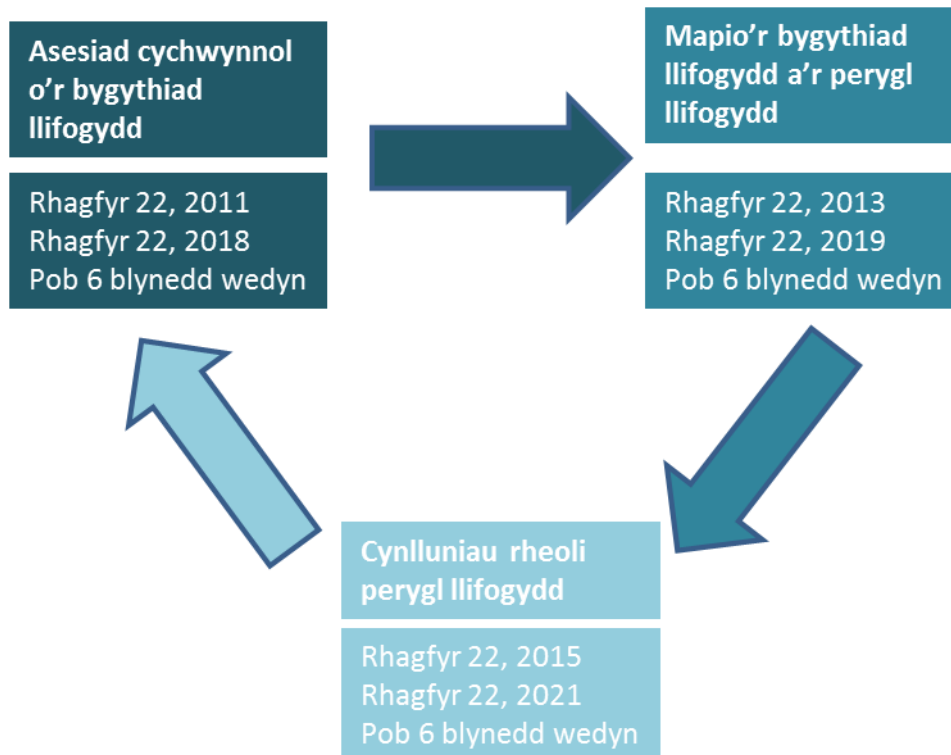 Asesiad cychwynnol
o’r bygythiad
llifogydd
Rhagfyr 22, 2011
Rhagfyr 22, 2018
Pob 6 blynedd wedyn
Mapio’r bygythiad
llifogydd a’r perygl
llifogydd
Rhagfyr 22, 2013
Rhagfyr 22, 2019
Pob 6 blynedd wedyn
Cynlluniau rheoli
perygl llifogydd
Rhagfyr 22, 2015
Rhagfyr 22, 2021
Pob 6 blynedd wedyn